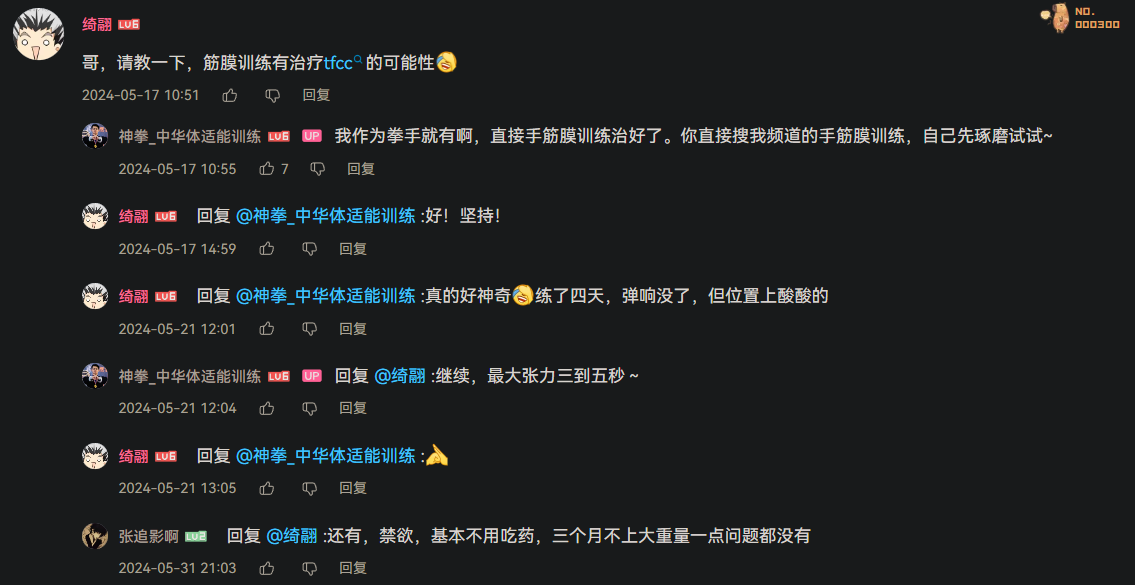 绮翮 LV6
NO.
000300
哥，请教一下，筋膜训练有治疗tfcc的可能性
2024-05-17 10:51 回复
神拳_中华体适能训练 LV6 UP 我作为拳手就有啊，直接手筋膜训练治好了。你直接搜我频道的手筋膜训练，自己先琢磨试试~
2024-05-17 10:55 7 回复
绮翮 LV6 回复 @神拳_中华体适能训练 :好！坚持！
2024-05-17 14:59 回复
绮翮 LV6 回复 @神拳_中华体适能训练 :真的好神奇练了四天，弹响没了，但位置上酸酸的
2024-05-21 12:01 回复
神拳_中华体适能训练 LV6 UP 回复 @绮翮 :继续，最大张力三到五秒 ~
2024-05-21 12:04 回复
绮翮 LV6 回复 @神拳_中华体适能训练 :
2024-05-21 13:05 回复
张追影啊 LV2 回复 @绮翮 :还有，禁欲，基本不用吃药，三个月不上大重量一点问题都没有
2024-05-31 21:03 回复